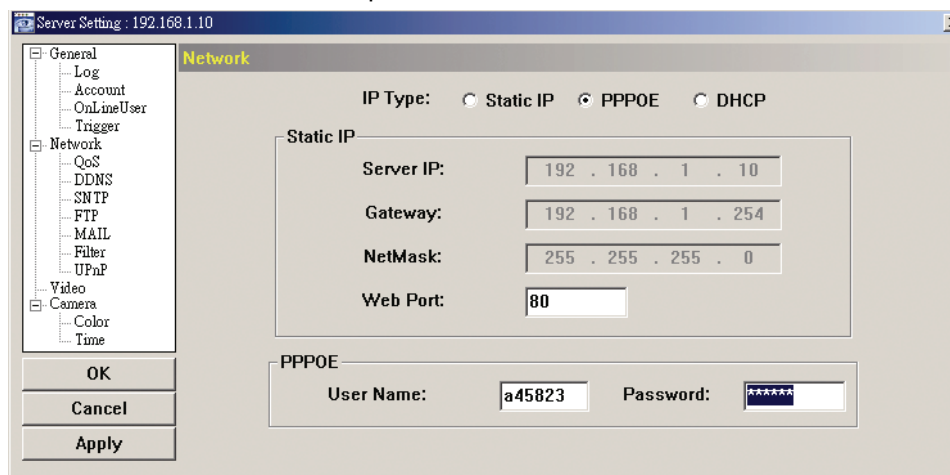 Server Setting : 192.168.1.10
General
Log
Account
OnLineUser
Trigger
Network
QoS
DDNS
SNTP
FTP
MAIL
Filter
UPnP
Video
Camera
Color
Time
OK
Cancel
Apply
Network
IP Type: Static IP PPPOE DHCP
Static IP
Server IP: 192 . 168 . 1 . 10
Gateway: 192 . 168 . 1 . 254
NetMask: 255 . 255 . 255 . 0
Web Port: 80
PPPOE
User Name: a45823 Password: ******